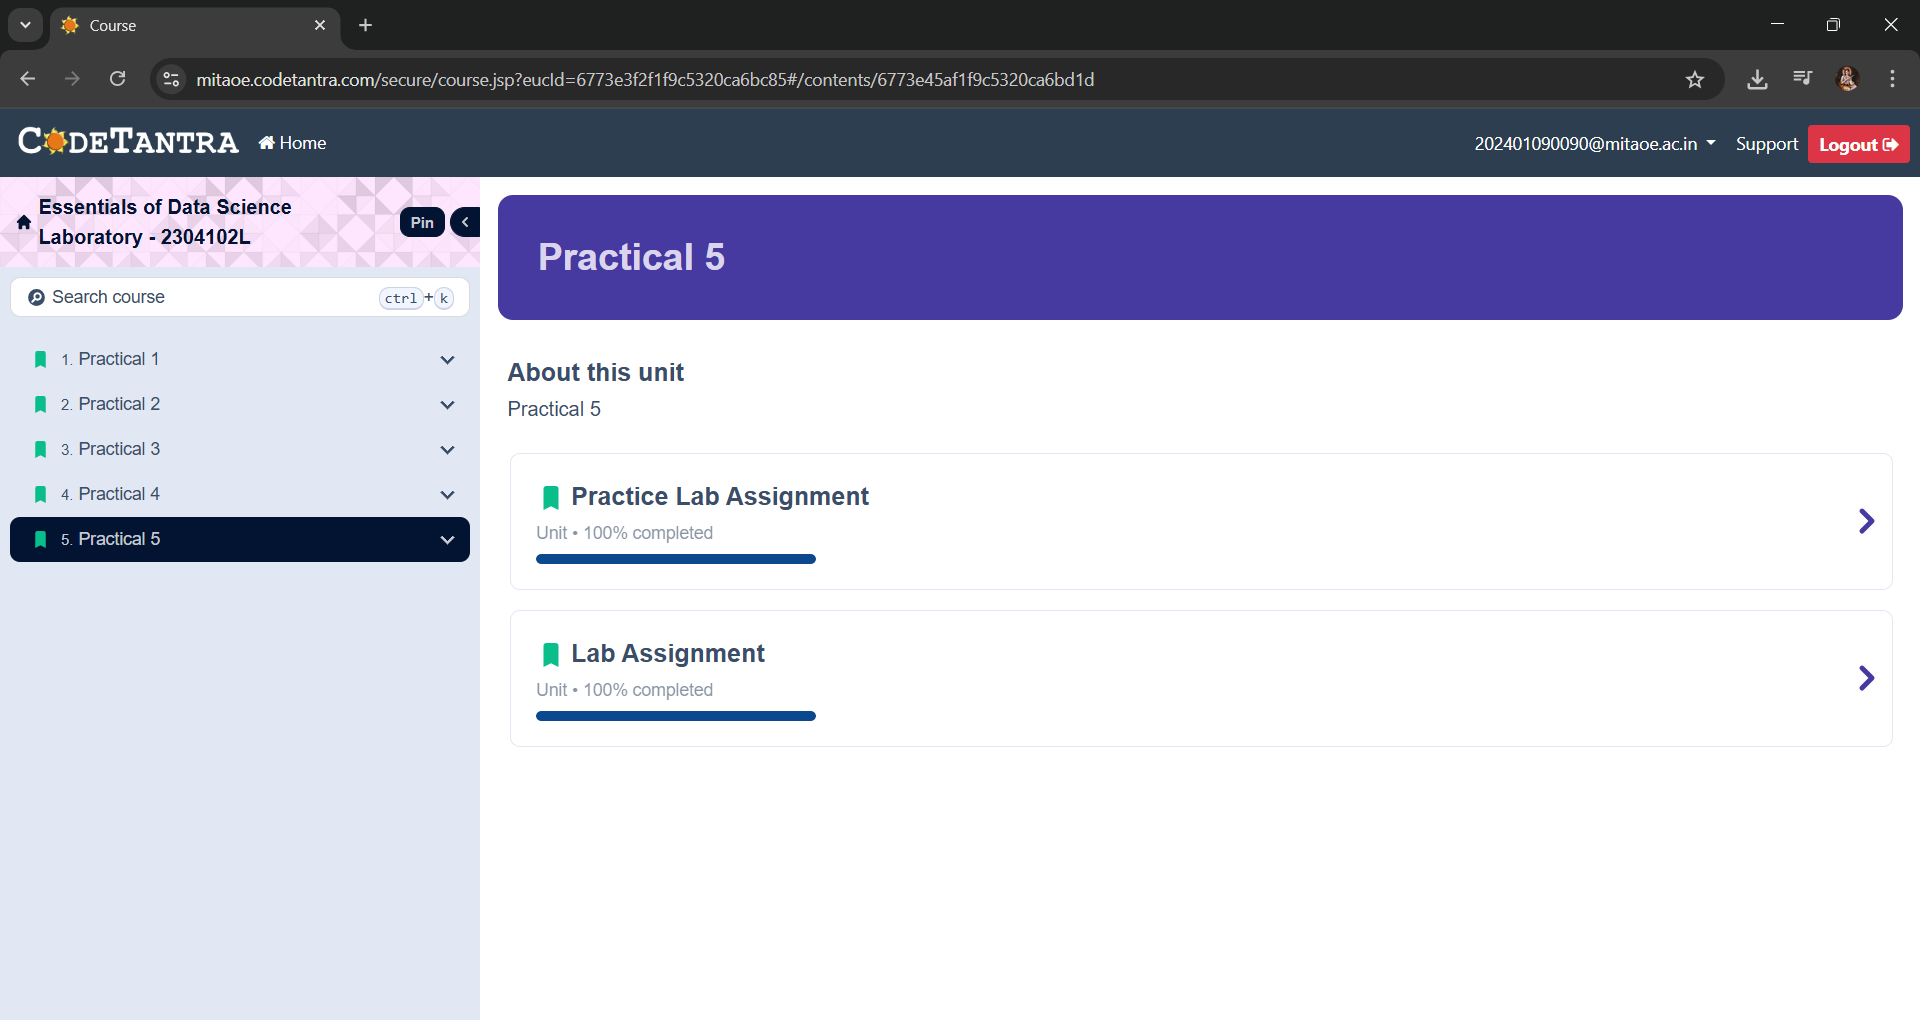 Course
mitaoe.codetantra.com/secure/course.jsp?eucId=6773e3f2f1f9c5320ca6bc85#/contents/6773e45af1f9c5320ca6bd1d
CODETANTRA
Home
202401090090@mitaoe.ac.in
Support
Logout
Essentials of Data Science
Laboratory - 2304102L
Pin
Search course
ctrl + k
1. Practical 1
2. Practical 2
3. Practical 3
4. Practical 4
5. Practical 5
Practical 5
About this unit
Practical 5
Practice Lab Assignment
Unit • 100% completed
Lab Assignment
Unit • 100% completed